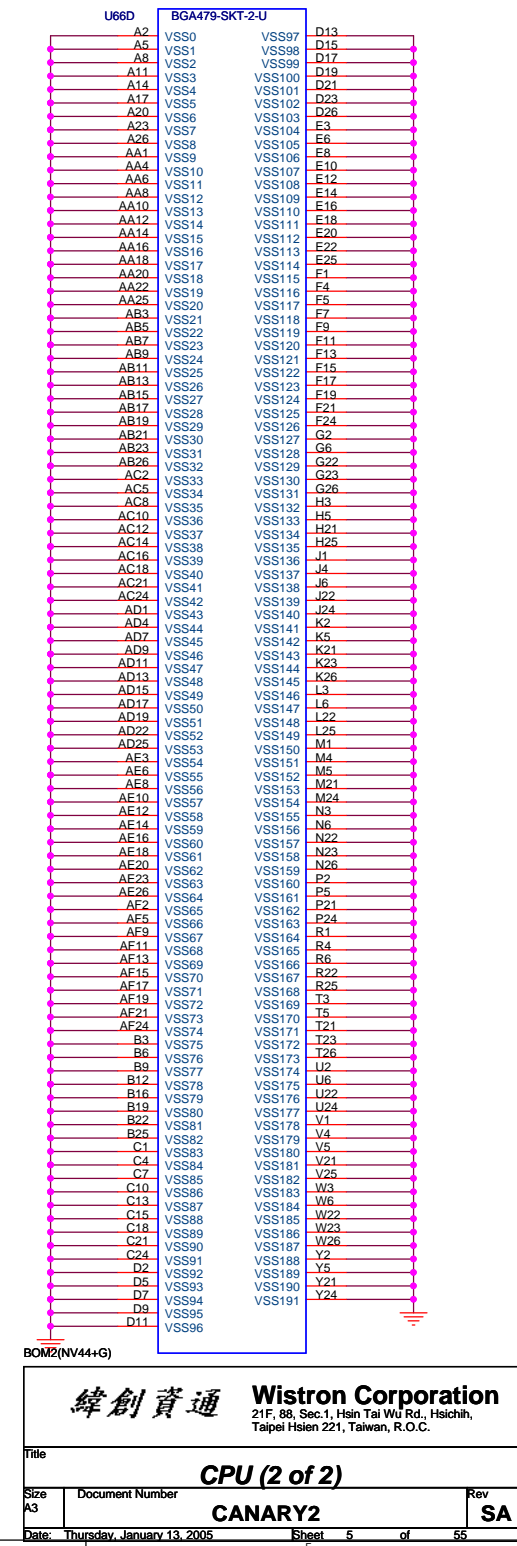 U66D BGA479-SKT-2-U
A2 VSS0 VSS97 D13
A5 VSS1 VSS98 D15
A8 VSS2 VSS99 D17
A11 VSS3 VSS100 D19
A14 VSS4 VSS101 D21
A17 VSS5 VSS102 D23
A20 VSS6 VSS103 D26
A23 VSS7 VSS104 E3
A26 VSS8 VSS105 E6
AA1 VSS9 VSS106 E8
AA4 VSS10 VSS107 E10
AA6 VSS11 VSS108 E12
AA8 VSS12 VSS109 E14
AA10 VSS13 VSS110 E16
AA12 VSS14 VSS111 E18
AA14 VSS15 VSS112 E20
AA16 VSS16 VSS113 E22
AA18 VSS17 VSS114 E25
AA20 VSS18 VSS115 F1
AA22 VSS19 VSS116 F4
AA25 VSS20 VSS117 F5
AB3 VSS21 VSS118 F7
AB5 VSS22 VSS119 F9
AB7 VSS23 VSS120 F11
AB9 VSS24 VSS121 F13
AB11 VSS25 VSS122 F15
AB13 VSS26 VSS123 F17
AB15 VSS27 VSS124 F19
AB17 VSS28 VSS125 F21
AB19 VSS29 VSS126 F24
AB21 VSS30 VSS127 G2
AB23 VSS31 VSS128 G6
AB26 VSS32 VSS129 G22
AC2 VSS33 VSS130 G23
AC5 VSS34 VSS131 G26
AC8 VSS35 VSS132 H3
AC10 VSS36 VSS133 H5
AC12 VSS37 VSS134 H21
AC14 VSS38 VSS135 H25
AC16 VSS39 VSS136 J1
AC18 VSS40 VSS137 J4
AC21 VSS41 VSS138 J6
AC24 VSS42 VSS139 J22
AD1 VSS43 VSS140 J24
AD4 VSS44 VSS141 K2
AD7 VSS45 VSS142 K5
AD9 VSS46 VSS143 K21
AD11 VSS47 VSS144 K23
AD13 VSS48 VSS145 K26
AD15 VSS49 VSS146 L3
AD17 VSS50 VSS147 L6
AD19 VSS51 VSS148 L22
AD22 VSS52 VSS149 L25
AD25 VSS53 VSS150 M1
AE3 VSS54 VSS151 M4
AE6 VSS55 VSS152 M5
AE8 VSS56 VSS153 M21
AE10 VSS57 VSS154 M24
AE12 VSS58 VSS155 N3
AE14 VSS59 VSS156 N6
AE16 VSS60 VSS157 N22
AE18 VSS61 VSS158 N23
AE20 VSS62 VSS159 N26
AE23 VSS63 VSS160 P2
AE26 VSS64 VSS161 P5
AF2 VSS65 VSS162 P21
AF5 VSS66 VSS163 P24
AF9 VSS67 VSS164 R1
AF11 VSS68 VSS165 R4
AF13 VSS69 VSS166 R6
AF15 VSS70 VSS167 R22
AF17 VSS71 VSS168 R25
AF19 VSS72 VSS169 T3
AF21 VSS73 VSS170 T5
AF24 VSS74 VSS171 T21
B3 VSS75 VSS172 T23
B6 VSS76 VSS173 T26
B9 VSS77 VSS174 U2
B12 VSS78 VSS175 U6
B16 VSS79 VSS176 U22
B19 VSS80 VSS177 U24
B22 VSS81 VSS178 V1
B25 VSS82 VSS179 V4
C1 VSS83 VSS180 V5
C4 VSS84 VSS181 V21
C7 VSS85 VSS182 V25
C10 VSS86 VSS183 W3
C13 VSS87 VSS184 W6
C15 VSS88 VSS185 W22
C18 VSS89 VSS186 W23
C21 VSS90 VSS187 W26
C24 VSS91 VSS188 Y2
D2 VSS92 VSS189 Y5
D5 VSS93 VSS190 Y21
D7 VSS94 VSS191 Y24
D9 VSS95
D11 VSS96
BOM2(NV44+G)
緯創資通 Wistron Corporation
21F, 88, Sec.1, Hsin Tai Wu Rd., Hsichih,
Taipei Hsien 221, Taiwan, R.O.C.
Title
CPU (2 of 2)
Size Document Number Rev
A3 CANARY2 SA
Date: Thursday, January 13, 2005 Sheet 5 of 55